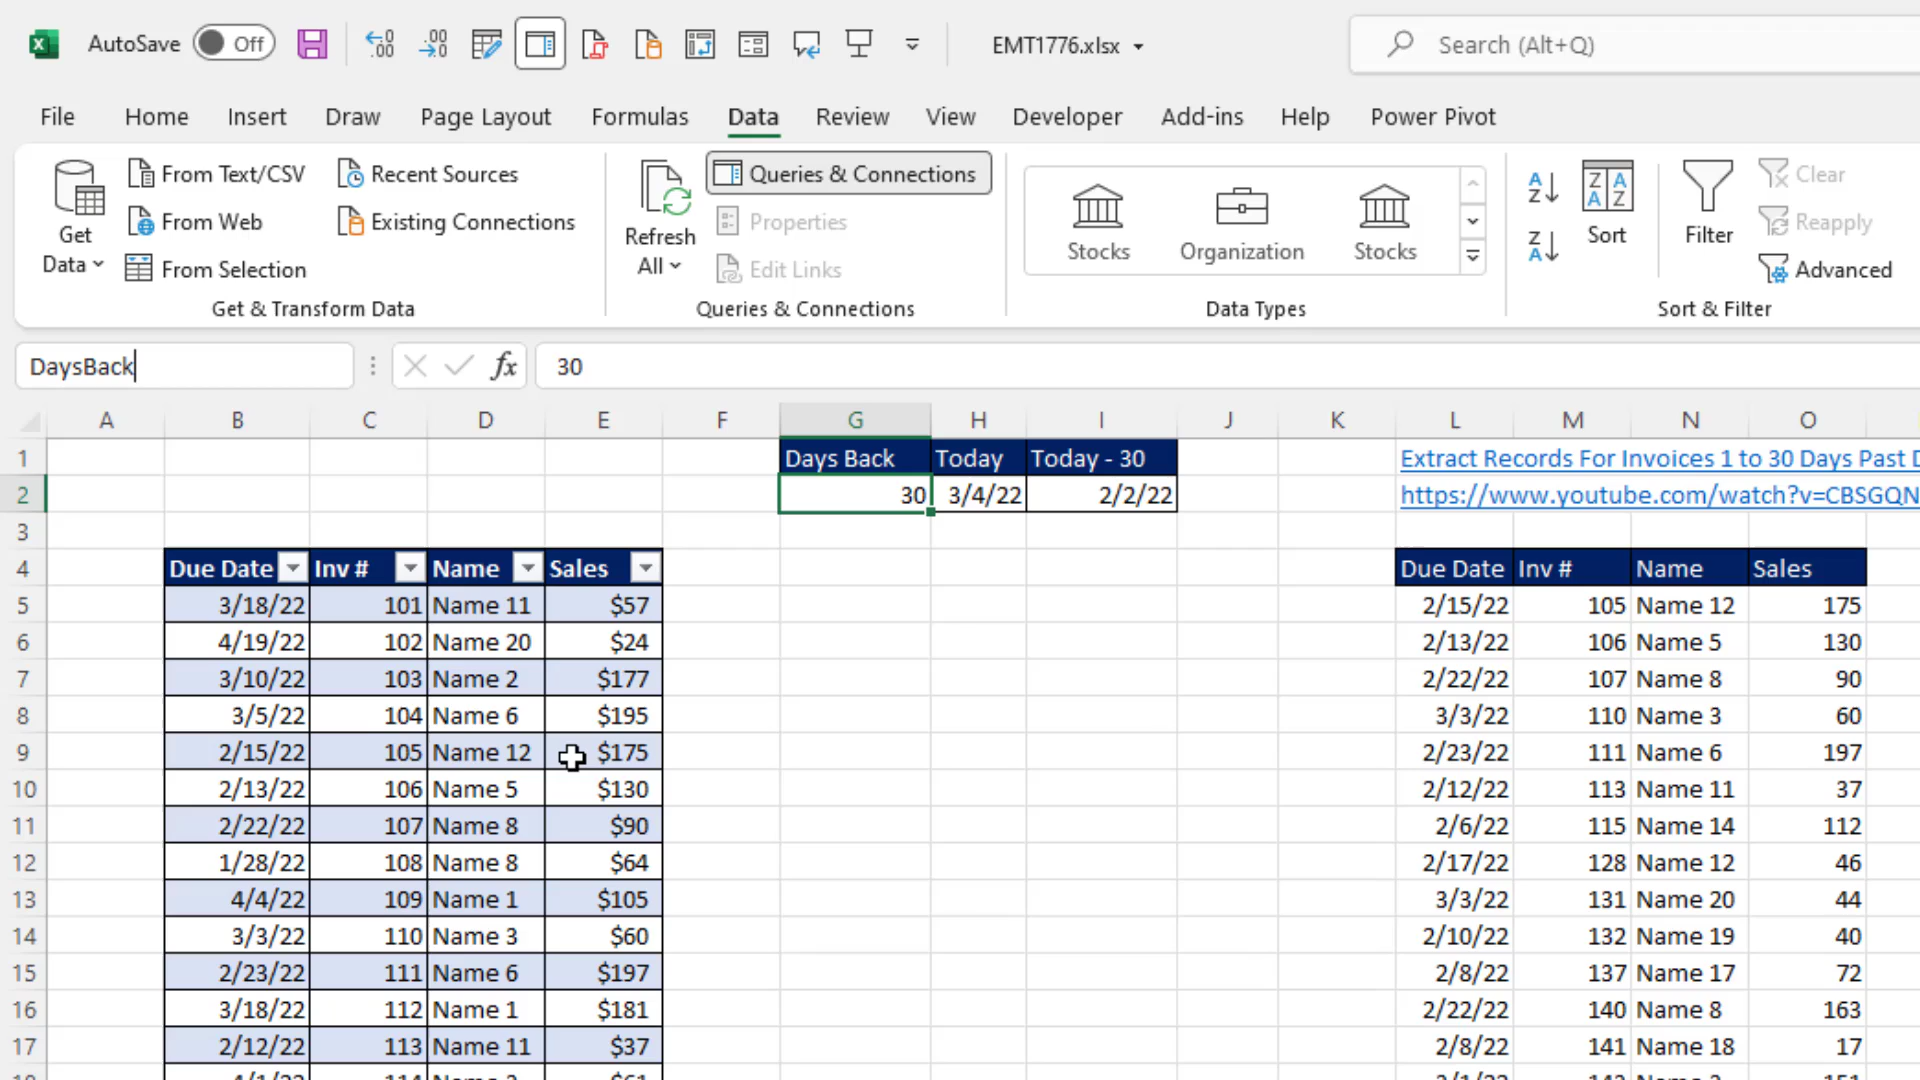 AutoSave Off EMT1776.xlsx Search (Alt+Q)
File Home Insert Draw Page Layout Formulas Data Review View Developer Add-ins Help Power Pivot
Get Data
From Text/CSV
From Web
From Selection
Recent Sources
Existing Connections
Get & Transform Data
Refresh All
Queries & Connections
Properties
Edit Links
Queries & Connections
Stocks Organization Stocks
Data Types
Sort
Filter
Clear
Reapply
Advanced
Sort & Filter
DaysBack fx 30
A B C D E F G H I J K L M N O
1 Days Back Today Today - 30 Extract Records For Invoices 1 to 30 Days Past
2 30 3/4/22 2/2/22 https://www.youtube.com/watch?v=CBSGQN
3
4 Due Date Inv # Name Sales Due Date Inv # Name Sales
5 3/18/22 101 Name 11 $57 2/15/22 105 Name 12 175
6 4/19/22 102 Name 20 $24 2/13/22 106 Name 5 130
7 3/10/22 103 Name 2 $177 2/22/22 107 Name 8 90
8 3/5/22 104 Name 6 $195 3/3/22 110 Name 3 60
9 2/15/22 105 Name 12 $175 2/23/22 111 Name 6 197
10 2/13/22 106 Name 5 $130 2/12/22 113 Name 11 37
11 2/22/22 107 Name 8 $90 2/6/22 115 Name 14 112
12 1/28/22 108 Name 8 $64 2/17/22 128 Name 12 46
13 4/4/22 109 Name 1 $105 3/3/22 131 Name 20 44
14 3/3/22 110 Name 3 $60 2/10/22 132 Name 19 40
15 2/23/22 111 Name 6 $197 2/8/22 137 Name 17 72
16 3/18/22 112 Name 1 $181 2/22/22 140 Name 8 163
17 2/12/22 113 Name 11 $37 2/8/22 141 Name 18 17